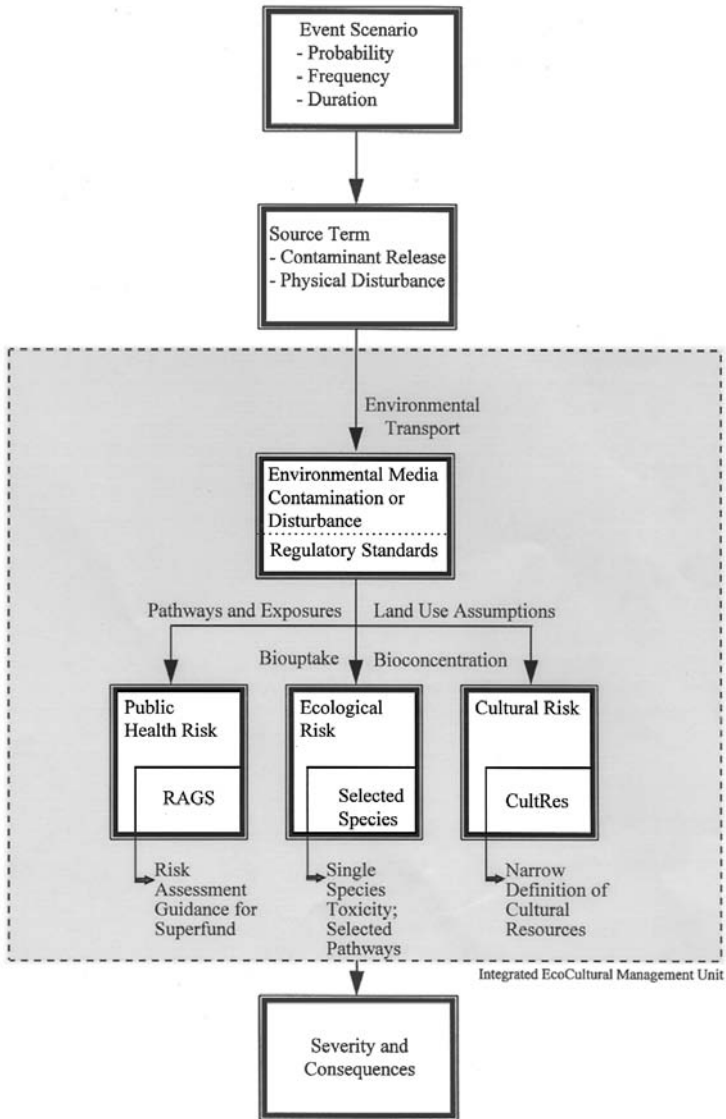 Event Scenario
- Probability
- Frequency
- Duration
Source Term
- Contaminant Release
- Physical Disturbance
Environmental
Transport
Environmental Media
Contamination or
Disturbance
Regulatory Standards
Pathways and Exposures
Land Use Assumptions
Biouptake
Bioconcentration
Public
Health Risk
RAGS
Risk
Assessment
Guidance for
Superfund
Ecological
Risk
Selected
Species
Single
Species
Toxicity;
Selected
Pathways
Cultural Risk
CultRes
Narrow
Definition of
Cultural
Resources
Integrated EcoCultural Management Unit
Severity and
Consequences